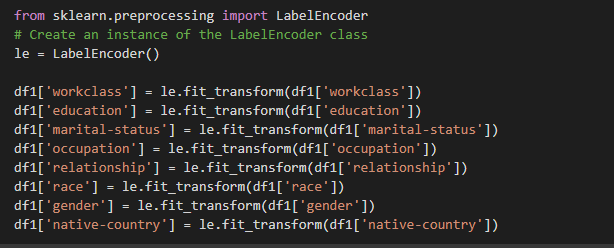 from sklearn.preprocessing import LabelEncoder
# Create an instance of the LabelEncoder class
le = LabelEncoder()
df1['workclass'] = le.fit_transform(df1['workclass'])
df1['education'] = le.fit_transform(df1['education'])
df1['marital-status'] = le.fit_transform(df1['marital-status'])
df1['occupation'] = le.fit_transform(df1['occupation'])
df1['relationship'] = le.fit_transform(df1['relationship'])
df1['race'] = le.fit_transform(df1['race'])
df1['gender'] = le.fit_transform(df1['gender'])
df1['native-country'] = le.fit_transform(df1['native-country'])